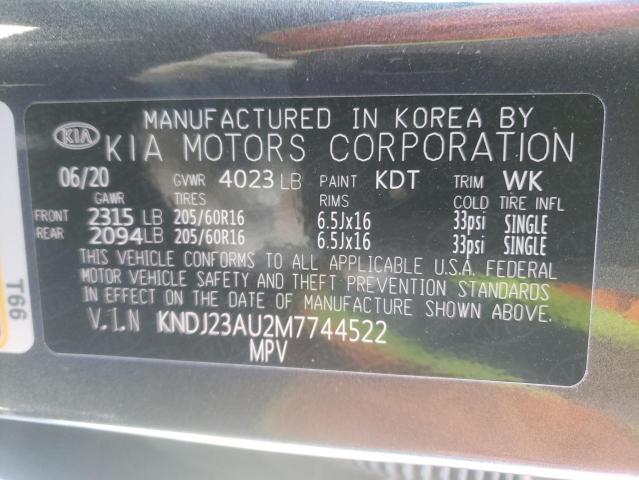 MANUFACTURED IN KOREA BY
KIA KIA MOTORS CORPORATION
06/20 GVWR 4023 LB PAINT KDT TRIM WK
GAWR TIRES RIMS COLD TIRE INFL
FRONT 2315 LB 205/60R16 6.5Jx16 33psi SINGLE
REAR 2094LB 205/60R16 6.5Jx16 33psi SINGLE
THIS VEHICLE CONFORMS TO ALL APPLICABLE U.S.A. FEDERAL
MOTOR VEHICLE SAFETY AND THEFT PREVENTION STANDARDS
IN EFFECT ON THE DATE OF MANUFACTURE SHOWN ABOVE.
V.I.N KNDJ23AU2M7744522
MPV
T66